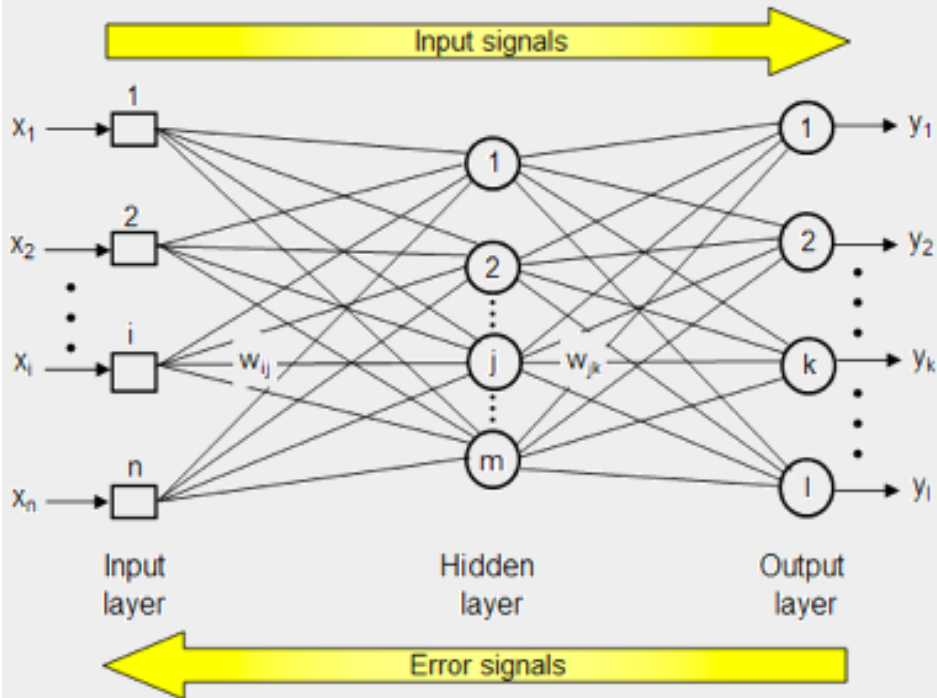 Input signals
1
x₁
1
1
y₁
2
x₂
2
2
y₂
i
xᵢ
wᵢⱼ
j
wⱼₖ
k
yₖ
n
xₙ
m
l
yₗ
Input layer
Hidden layer
Output layer
Error signals